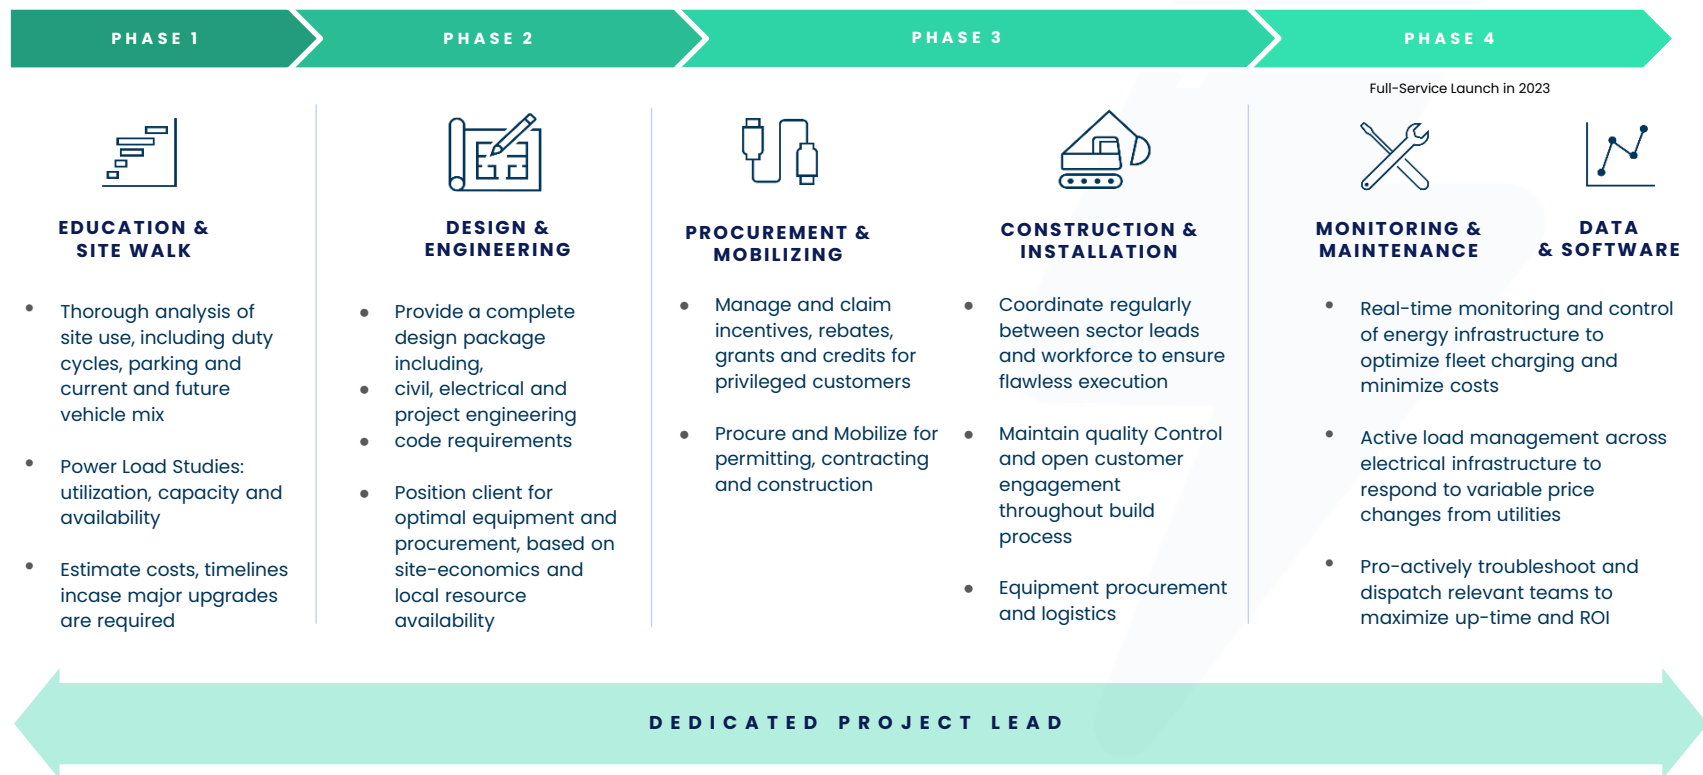 PHASE 1
PHASE 2
PHASE 3
PHASE 4
Full-Service Launch in 2023
EDUCATION &
SITE WALK
• Thorough analysis of
site use, including duty
cycles, parking and
current and future
vehicle mix
• Power Load Studies:
utilization, capacity and
availability
• Estimate costs, timelines
incase major upgrades
are required
DESIGN &
ENGINEERING
• Provide a complete
design package
including,
• civil, electrical and
project engineering
• code requirements
• Position client for
optimal equipment and
procurement, based on
site-economics and
local resource
availability
PROCUREMENT &
MOBILIZING
• Manage and claim
incentives, rebates,
grants and credits for
privileged customers
• Procure and Mobilize for
permitting, contracting
and construction
CONSTRUCTION &
INSTALLATION
• Coordinate regularly
between sector leads
and workforce to ensure
flawless execution
• Maintain quality Control
and open customer
engagement
throughout build
process
• Equipment procurement
and logistics
MONITORING &
MAINTENANCE
DATA
& SOFTWARE
• Real-time monitoring and control
of energy infrastructure to
optimize fleet charging and
minimize costs
• Active load management across
electrical infrastructure to
respond to variable price
changes from utilities
• Pro-actively troubleshoot and
dispatch relevant teams to
maximize up-time and ROI
DEDICATED PROJECT LEAD